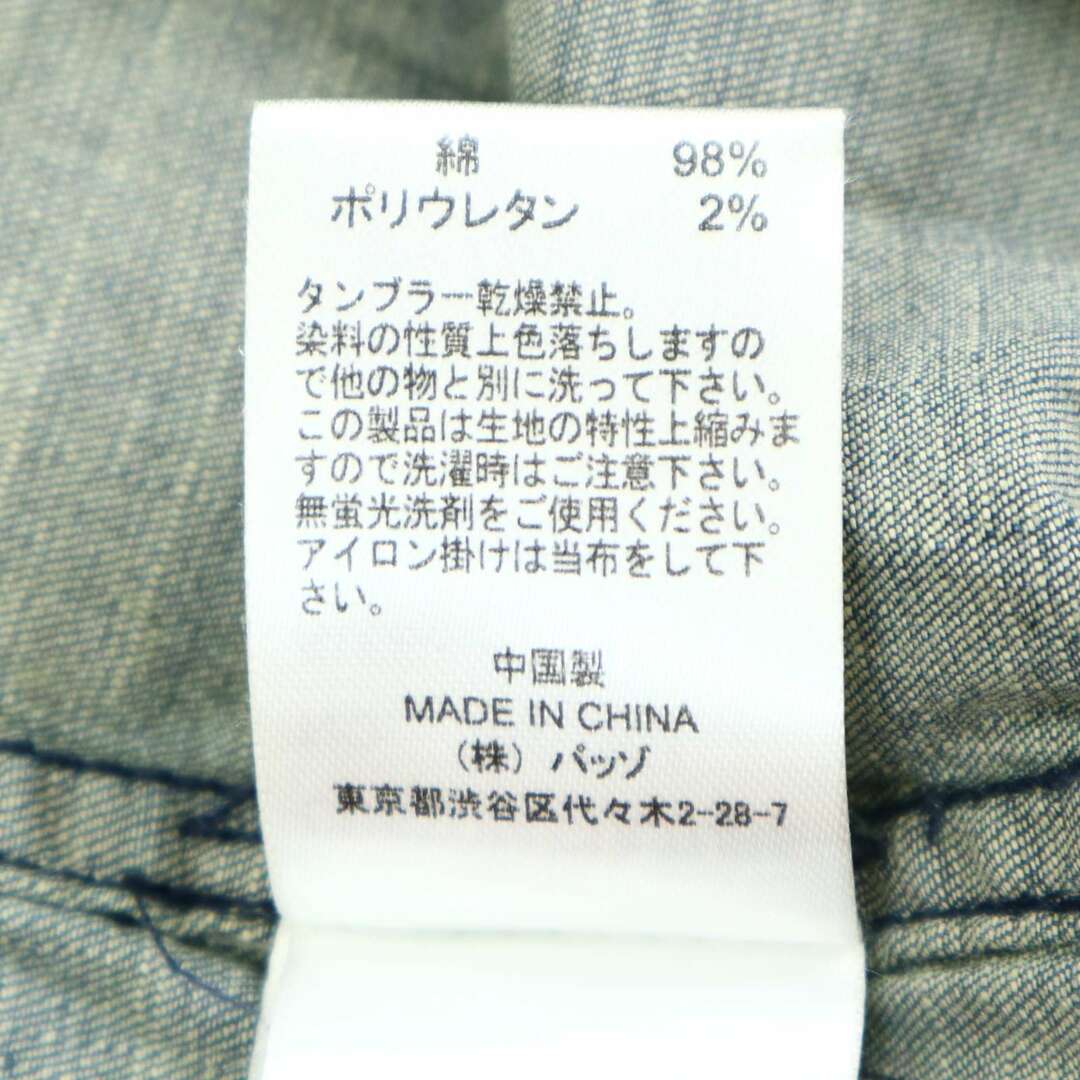 綿 98%
ポリウレタン 2%
タンブラー乾燥禁止。
染料の性質上色落ちしますの
で他の物と別に洗って下さい。
この製品は生地の特性上縮みま
すので洗濯時はご注意下さい。
無蛍光洗剤をご使用ください。
アイロン掛けは当布をして下
さい。
中国製
MADE IN CHINA
(株) パッゾ
東京都渋谷区代々木2-28-7